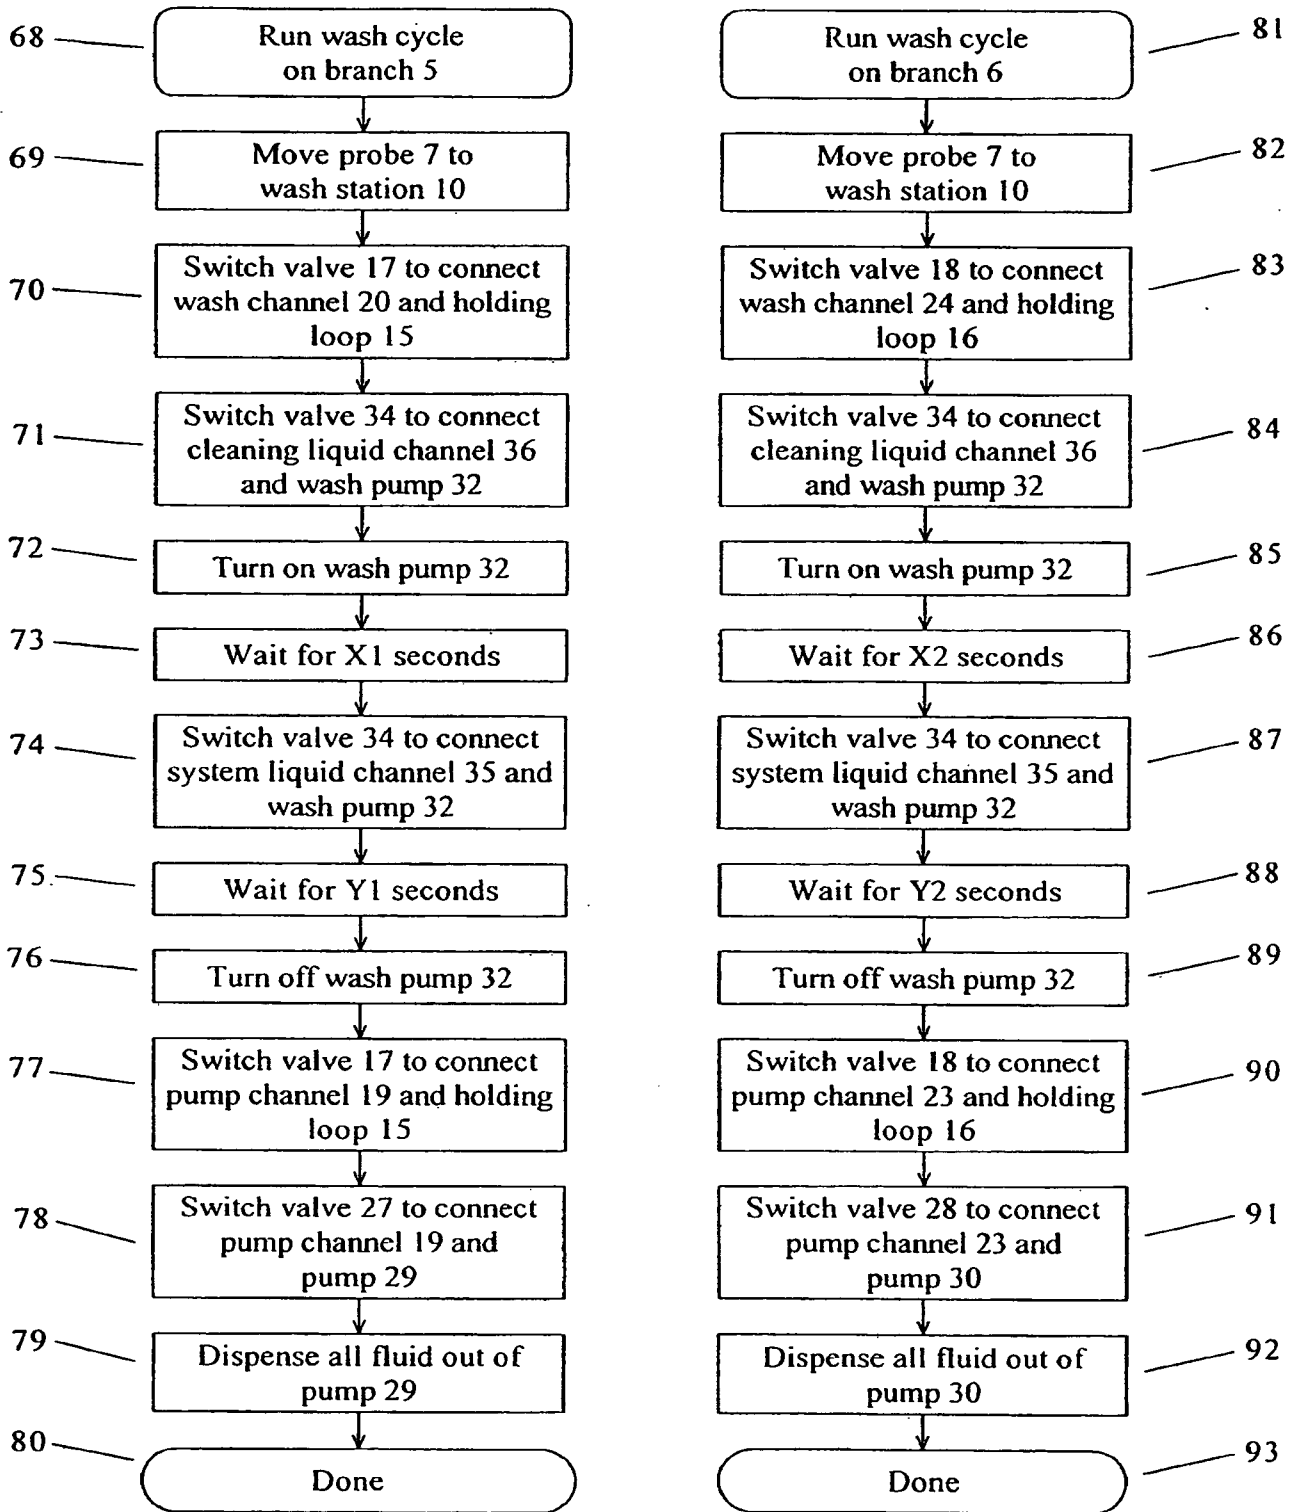 68
Run wash cycle
on branch 5
69
Move probe 7 to
wash station 10
70
Switch valve 17 to connect
wash channel 20 and holding
loop 15
71
Switch valve 34 to connect
cleaning liquid channel 36
and wash pump 32
72
Turn on wash pump 32
73
Wait for X1 seconds
74
Switch valve 34 to connect
system liquid channel 35 and
wash pump 32
75
Wait for Y1 seconds
76
Turn off wash pump 32
77
Switch valve 17 to connect
pump channel 19 and holding
loop 15
78
Switch valve 27 to connect
pump channel 19 and
pump 29
79
Dispense all fluid out of
pump 29
80
Done
Run wash cycle
on branch 6
81
Move probe 7 to
wash station 10
82
Switch valve 18 to connect
wash channel 24 and holding
loop 16
83
Switch valve 34 to connect
cleaning liquid channel 36
and wash pump 32
84
Turn on wash pump 32
85
Wait for X2 seconds
86
Switch valve 34 to connect
system liquid channel 35 and
wash pump 32
87
Wait for Y2 seconds
88
Turn off wash pump 32
89
Switch valve 18 to connect
pump channel 23 and holding
loop 16
90
Switch valve 28 to connect
pump channel 23 and
pump 30
91
Dispense all fluid out of
pump 30
92
Done
93